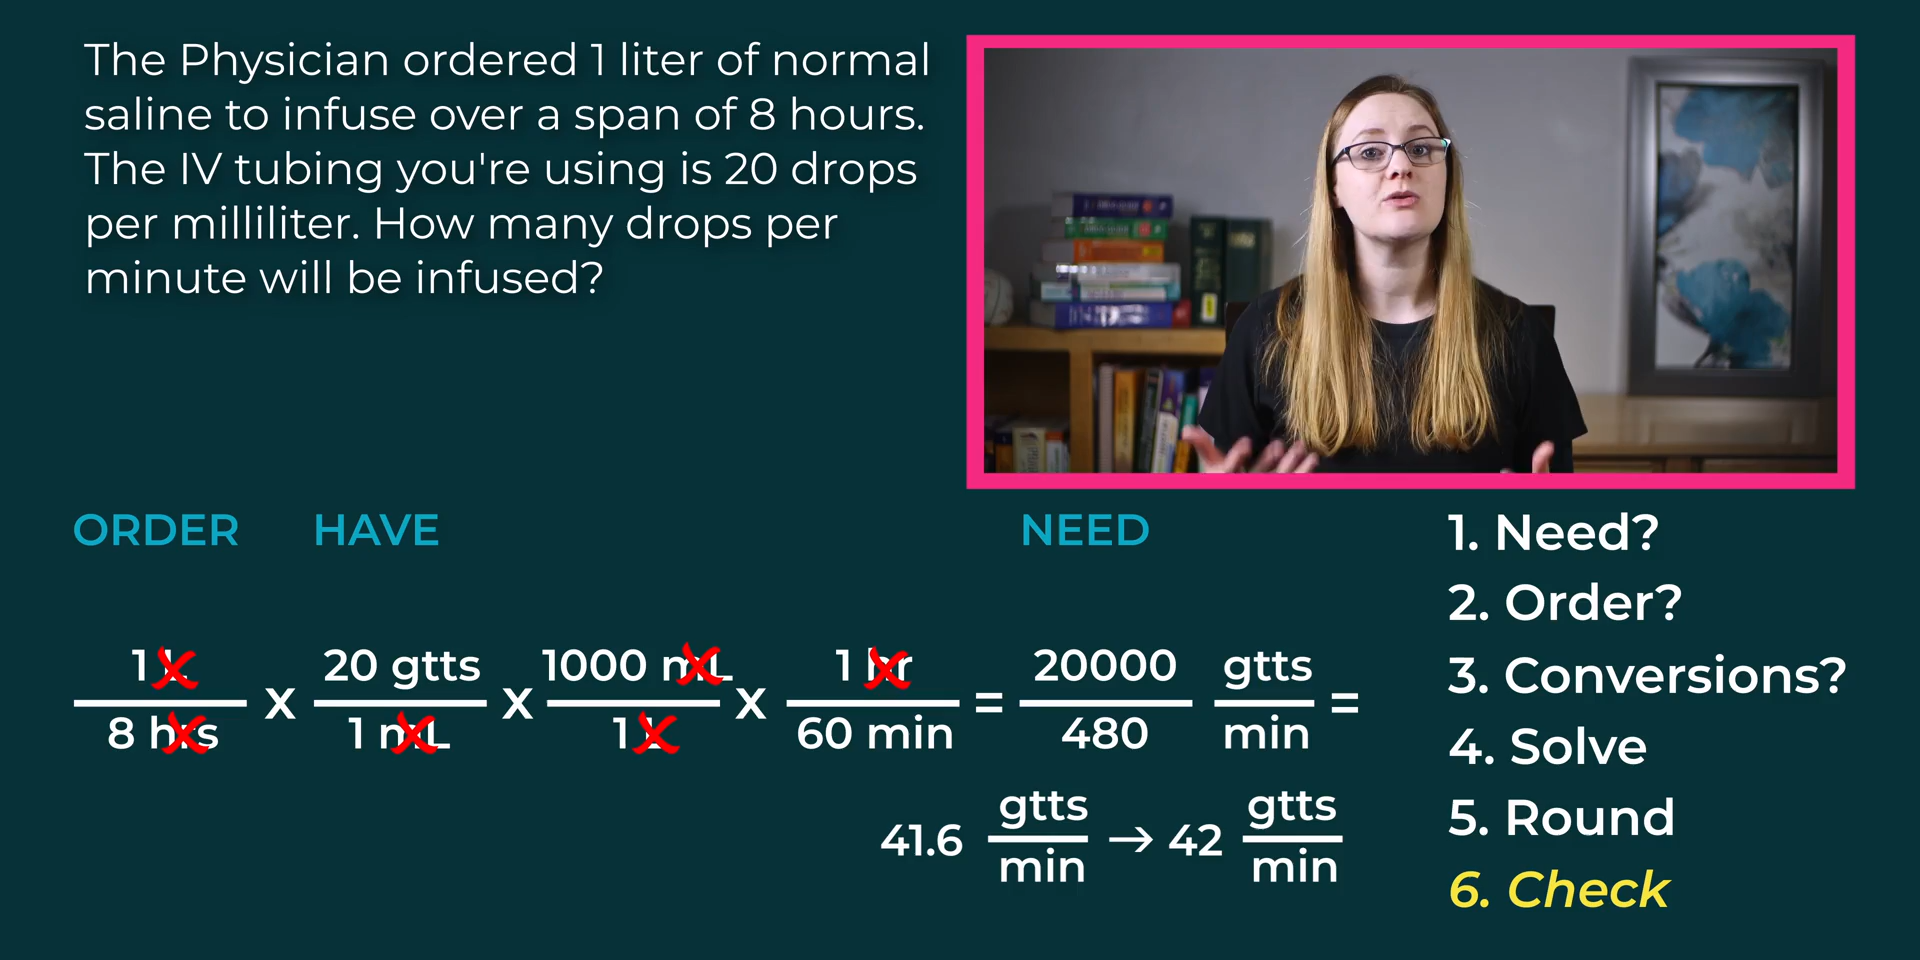 The Physician ordered 1 liter of normal
saline to infuse over a span of 8 hours.
The IV tubing you're using is 20 drops
per milliliter. How many drops per
minute will be infused?
ORDER HAVE NEED
1 L 20 gtts 1000 mL 1 hr 20000 gtts
x x x = =
8 hrs 1 mL 1 L 60 min 480 min
gtts gtts
41.6 → 42
min min
1. Need?
2. Order?
3. Conversions?
4. Solve
5. Round
6. Check